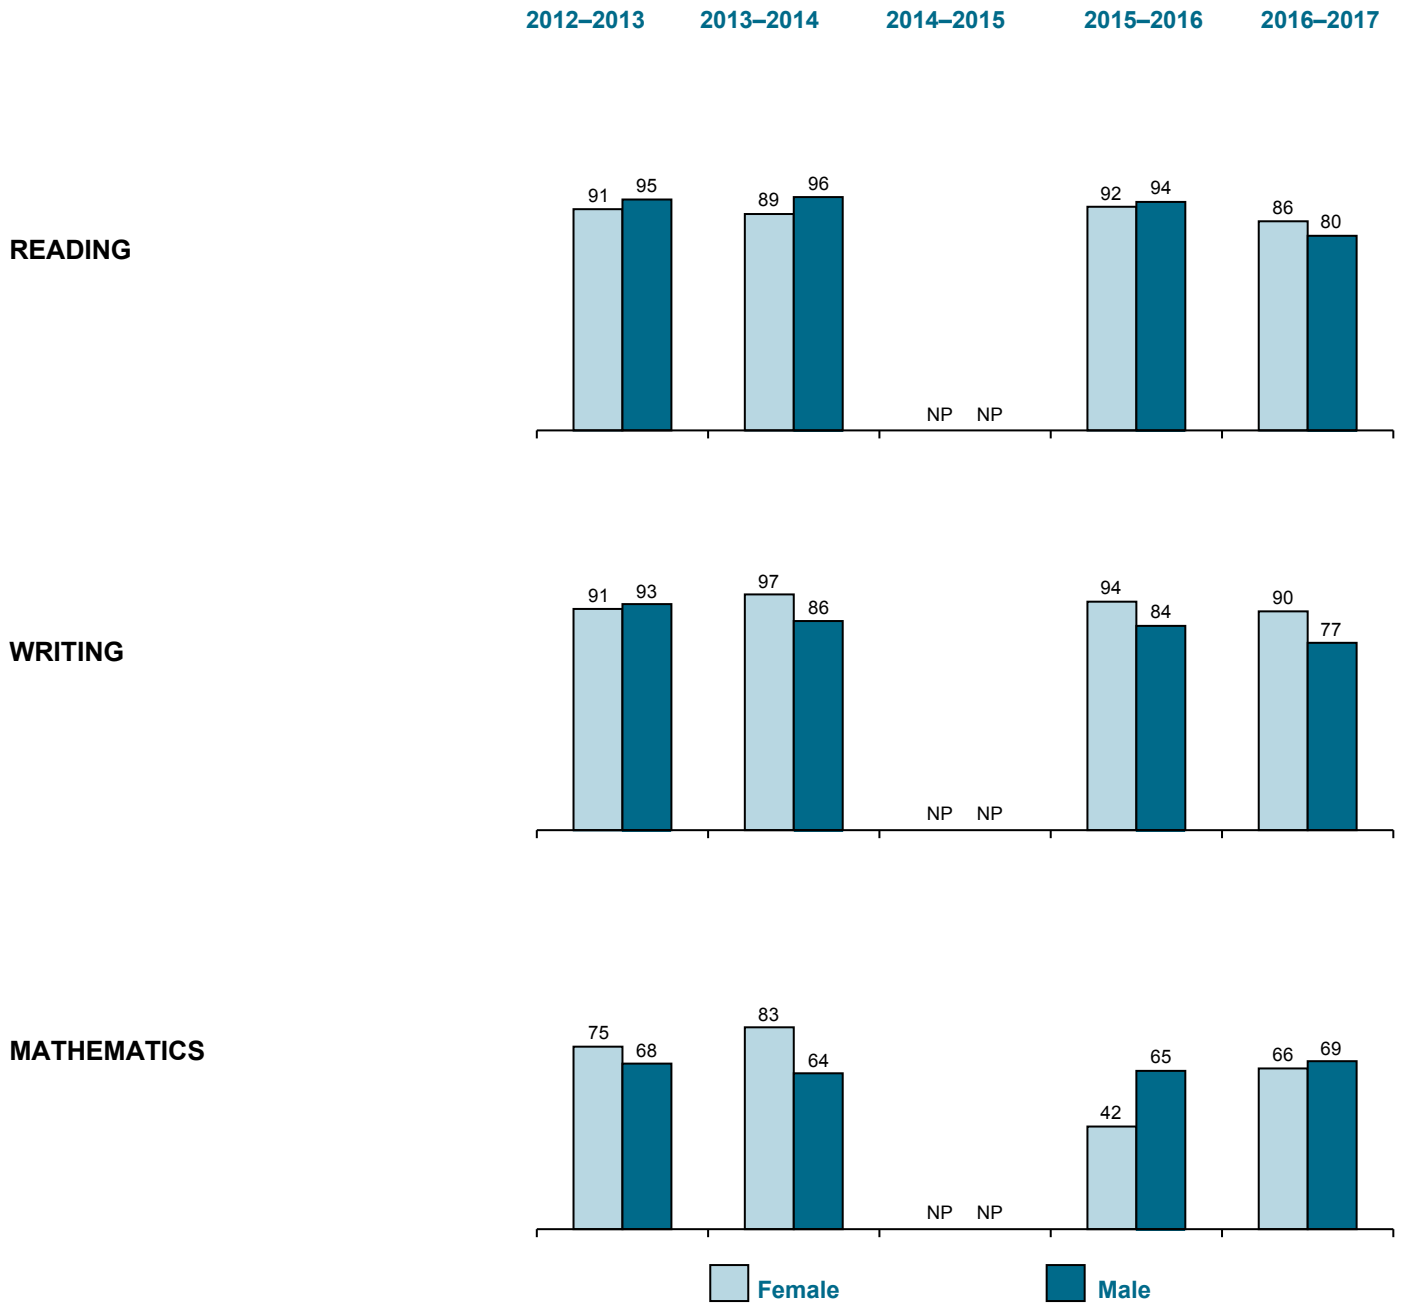 2012–2013 2013–2014 2014–2015 2015–2016 2016–2017
READING
91 95 89 96 NP NP 92 94 86 80
WRITING
91 93 97 86 NP NP 94 84 90 77
MATHEMATICS
75 68 83 64 NP NP 42 65 66 69
Female Male